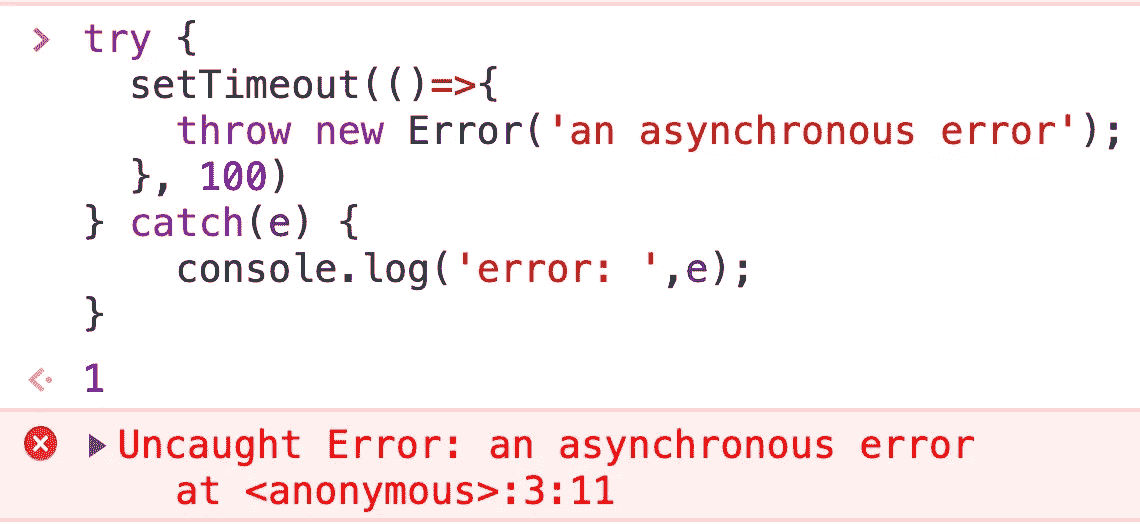 > try {
setTimeout(()=>{
throw new Error('an asynchronous error');
}, 100)
} catch(e) {
console.log('error: ',e);
}
1
Uncaught Error: an asynchronous error
at <anonymous>:3:11